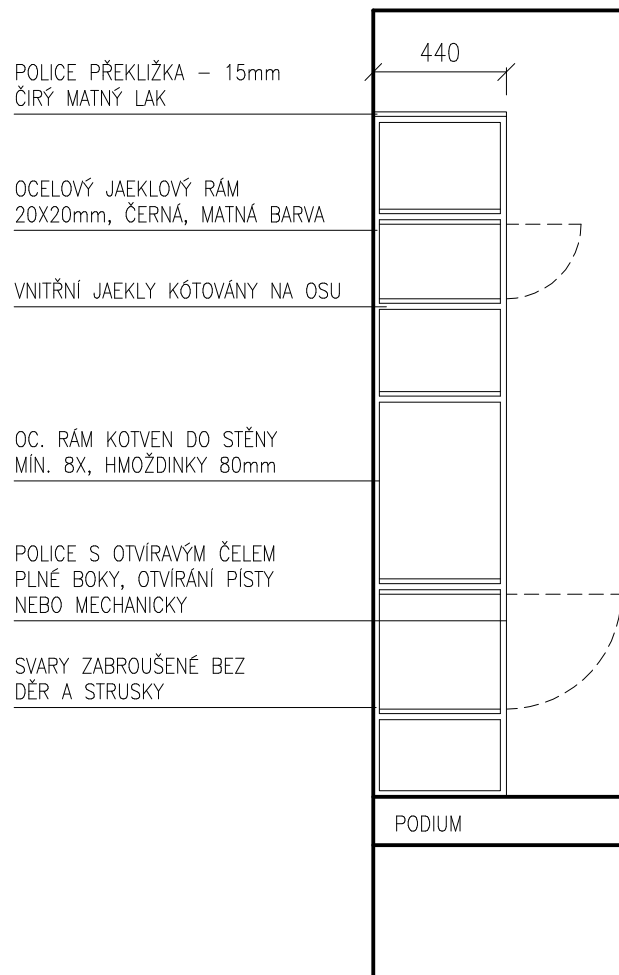 440
POLICE PŘEKLIŽKA – 15mm
ČIRÝ MATNÝ LAK
OCELOVÝ JAEKLOVÝ RÁM
20X20mm, ČERNÁ, MATNÁ BARVA
VNITŘNÍ JAEKLY KÓTOVÁNY NA OSU
OC. RÁM KOTVEN DO STĚNY
MÍN. 8X, HMOŽDINKY 80mm
POLICE S OTVÍRAVÝM ČELEM
PLNÉ BOKY, OTVÍRÁNÍ PÍSTY
NEBO MECHANICKY
SVARY ZABROUŠENÉ BEZ
DĚR A STRUSKY
PODIUM